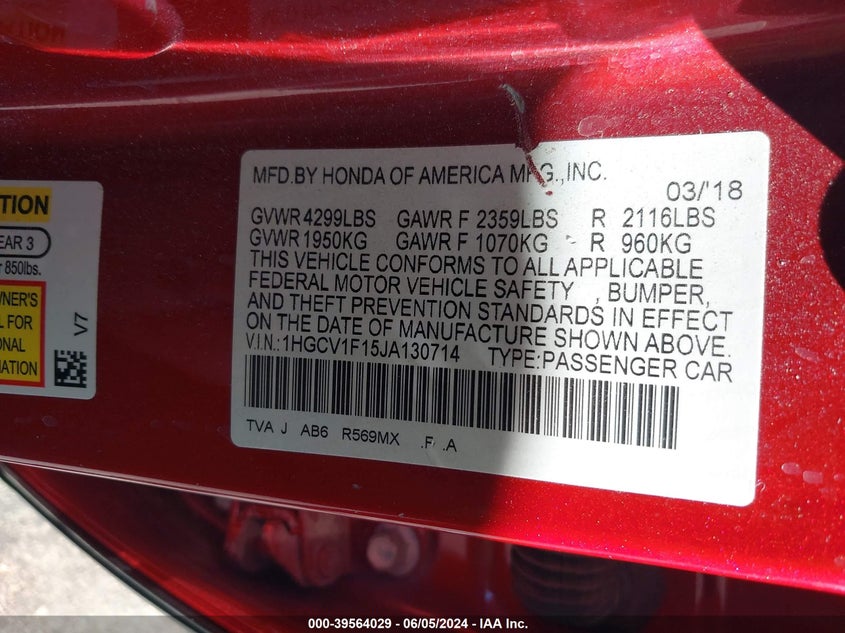 TION
EAR 3
r 850lbs.
WNER'S
L FOR
ONAL
MATION
V7
MFD.BY HONDA OF AMERICA MFG.,INC.
03/'18
GVWR 4299LBS GAWR F 2359LBS R 2116LBS
GVWR 1950KG GAWR F 1070KG - R 960KG
THIS VEHICLE CONFORMS TO ALL APPLICABLE
FEDERAL MOTOR VEHICLE SAFETY , BUMPER,
AND THEFT PREVENTION STANDARDS IN EFFECT
ON THE DATE OF MANUFACTURE SHOWN ABOVE.
V.I.N.:1HGCV1F15JA130714 TYPE:PASSENGER CAR
TVA J AB6 R569MX .R .A
000-39564029 - 06/05/2024 - IAA Inc.